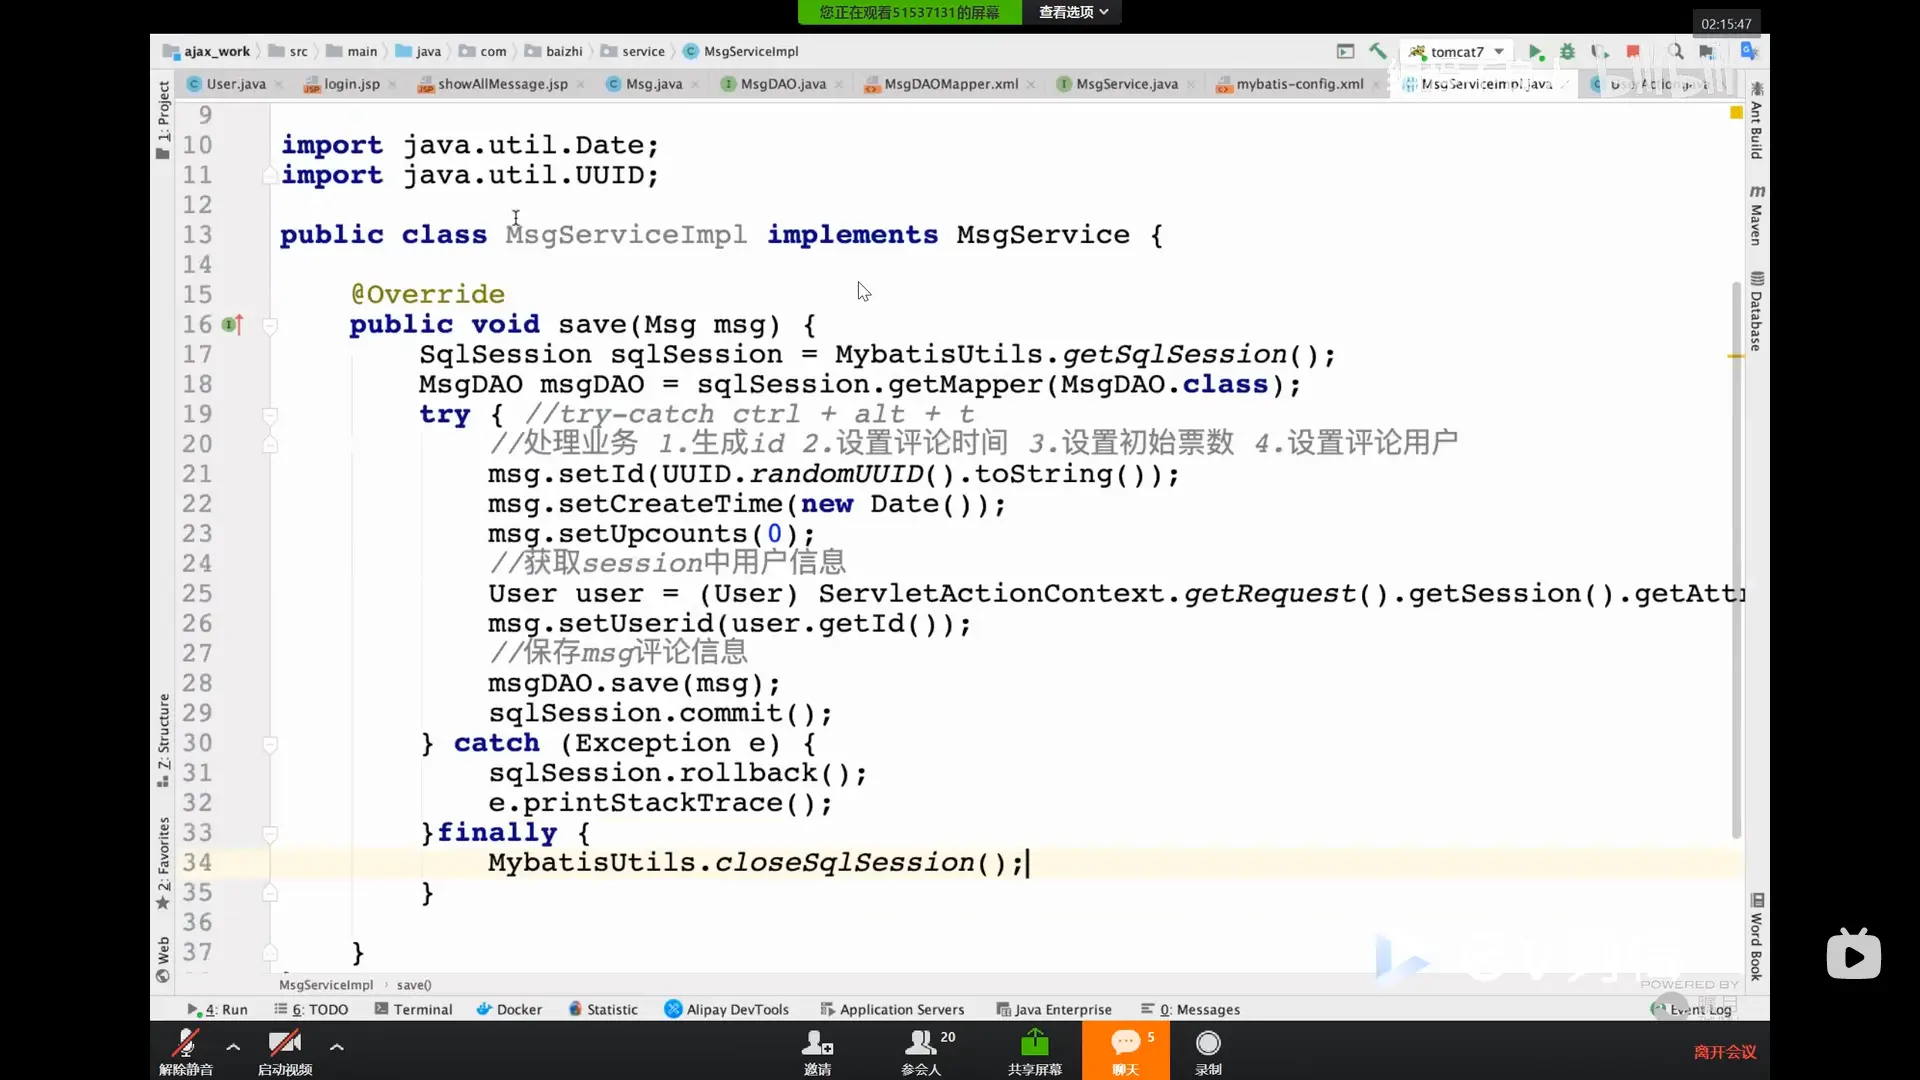 您正在观看51537131的屏幕 查看选项
02:15:47
ajax_work src main java com baizhi service MsgServiceImpl tomcat7
User.java login.jsp showAllMessage.jsp Msg.java MsgDAO.java MsgDAOMapper.xml MsgService.java mybatis-config.xml MsgServiceImpl.java
1: Project
Ant Build
Maven
Database
9
10 import java.util.Date;
11 import java.util.UUID;
12
13 public class MsgServiceImpl implements MsgService {
14
15 @Override
16 public void save(Msg msg) {
17 SqlSession sqlSession = MybatisUtils.getSqlSession();
18 MsgDAO msgDAO = sqlSession.getMapper(MsgDAO.class);
19 try { //try-catch ctrl + alt + t
20 //处理业务 1.生成id 2.设置评论时间 3.设置初始票数 4.设置评论用户
21 msg.setId(UUID.randomUUID().toString());
22 msg.setCreateTime(new Date());
23 msg.setUpcounts(0);
24 //获取session中用户信息
25 User user = (User) ServletActionContext.getRequest().getSession().getAttr
26 msg.setUserid(user.getId());
27 //保存msg评论信息
28 msgDAO.save(msg);
29 sqlSession.commit();
30 } catch (Exception e) {
31 sqlSession.rollback();
32 e.printStackTrace();
33 }finally {
34 MybatisUtils.closeSqlSession();
35 }
36
37 }
7: Structure
2: Favorites
Web
Word Book
MsgServiceImpl save()
POWERED BY
4: Run 6: TODO Terminal Docker Statistic Alipay DevTools Application Servers Java Enterprise 0: Messages Event Log
解除静音 启动视频 邀请 参会人 20 共享屏幕 聊天 5 录制 离开会议